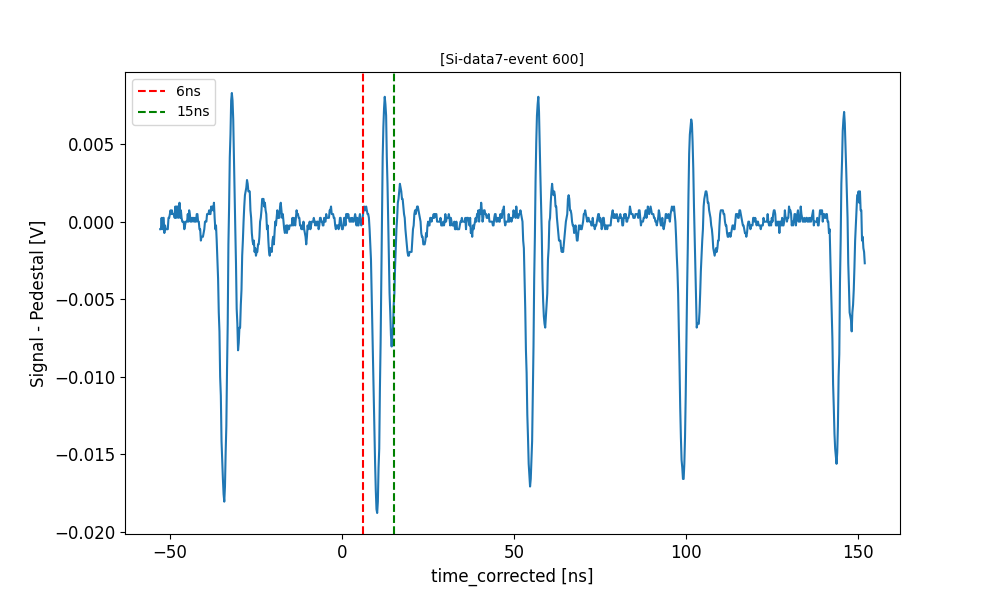 [Si-data7-event 600]
6ns
15ns
0.005
0.000
−0.005
−0.010
−0.015
−0.020
Signal - Pedestal [V]
−50
0
50
100
150
time_corrected [ns]